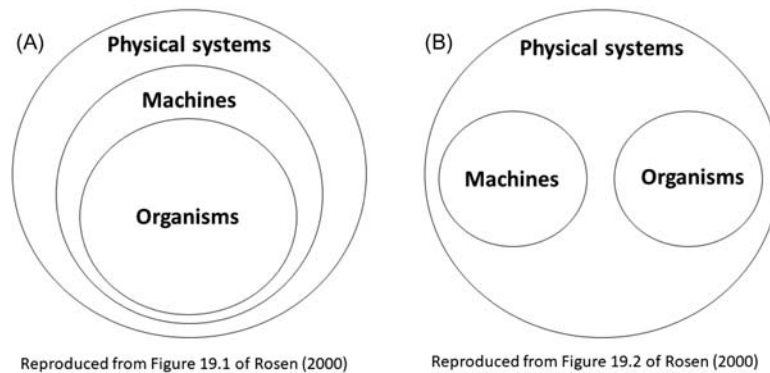 (A)
Physical systems
Machines
Organisms
Reproduced from Figure 19.1 of Rosen (2000)
(B)
Physical systems
Machines
Organisms
Reproduced from Figure 19.2 of Rosen (2000)